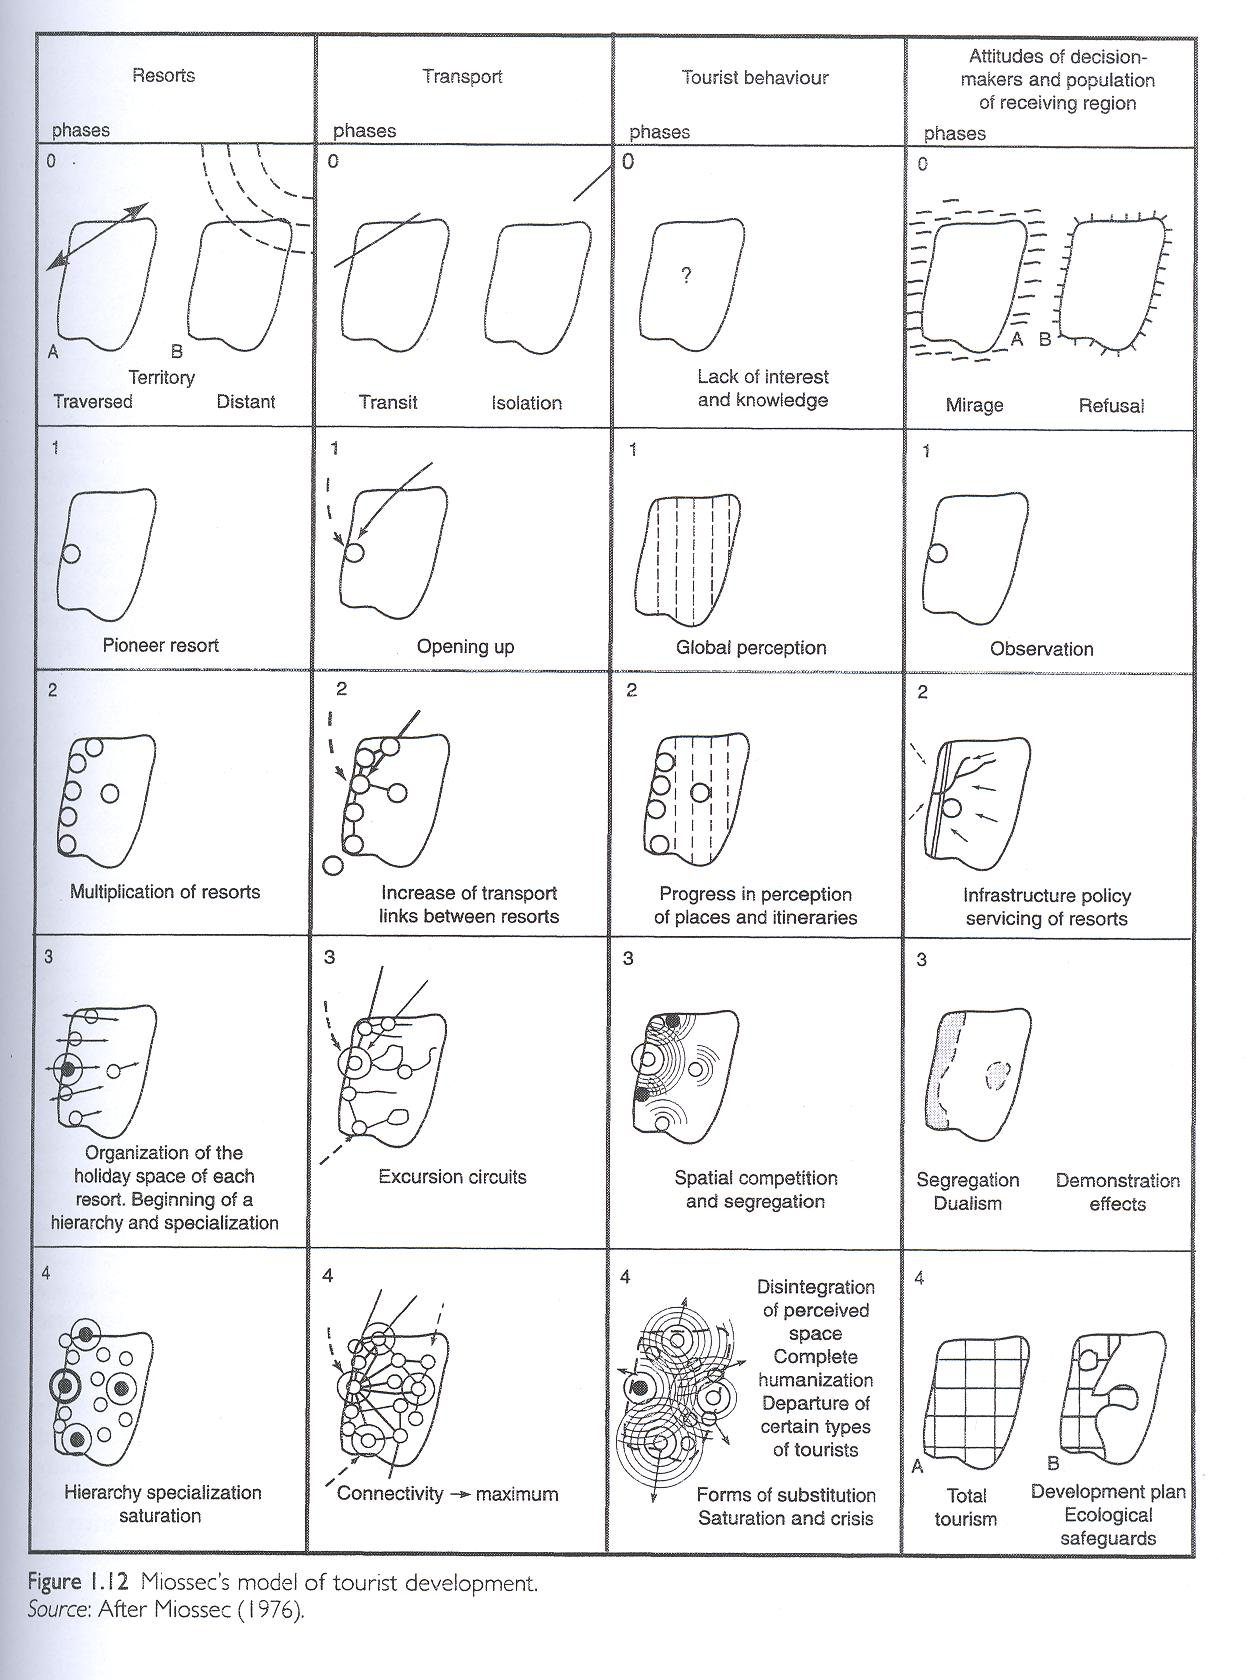 Resorts
phases
Transport
phases
Tourist behaviour
phases
Attitudes of decision-
makers and population
of receiving region
phases
0
A
B
Territory
Traversed
Distant
0
Transit
Isolation
0
?
Lack of interest
and knowledge
0
A
B
Mirage
Refusal
1
Pioneer resort
1
Opening up
1
Global perception
1
Observation
2
Multiplication of resorts
2
Increase of transport
links between resorts
2
Progress in perception
of places and itineraries
2
Infrastructure policy
servicing of resorts
3
Organization of the
holiday space of each
resort. Beginning of a
hierarchy and specialization
3
Excursion circuits
3
Spatial competition
and segregation
3
Segregation
Dualism
Demonstration
effects
4
Hierarchy specialization
saturation
4
Connectivity → maximum
4
Disintegration
of perceived
space
Complete
humanization
Departure of
certain types
of tourists
Forms of substitution
Saturation and crisis
4
A
Total
tourism
B
Development plan
Ecological
safeguards
Figure 1.12 Miossec's model of tourist development.
Source: After Miossec (1976).